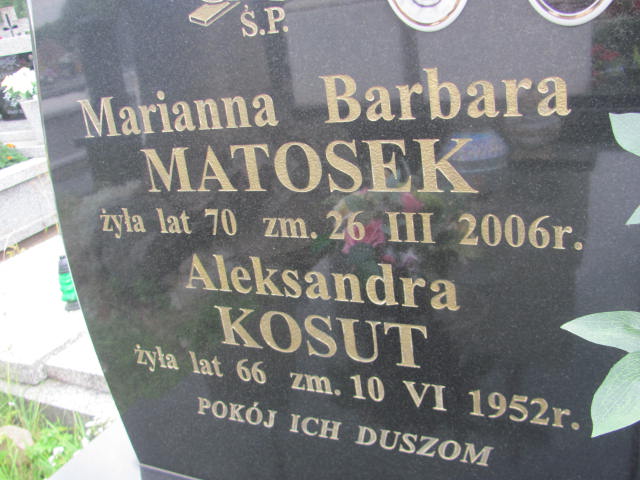 Ś.P.
Marianna Barbara
MATOSEK
żyła lat 70 zm. 26 III 2006r.
Aleksandra
KOSUT
żyła lat 66 zm. 10 VI 1952r.
POKÓJ ICH DUSZOM